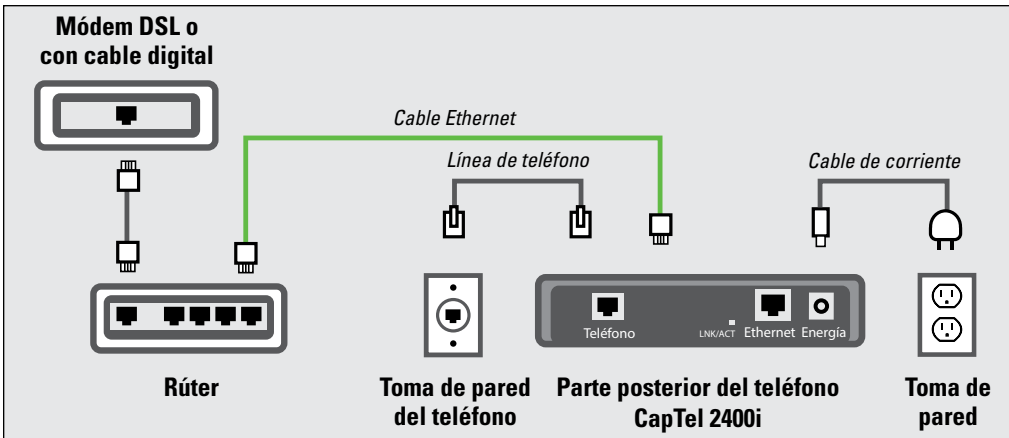 Módem DSL o
con cable digital
Cable Ethernet
Línea de teléfono
Cable de corriente
Teléfono
LNK/ACT
Ethernet
Energía
Rúter
Toma de pared
del teléfono
Parte posterior del teléfono
CapTel 2400i
Toma de
pared